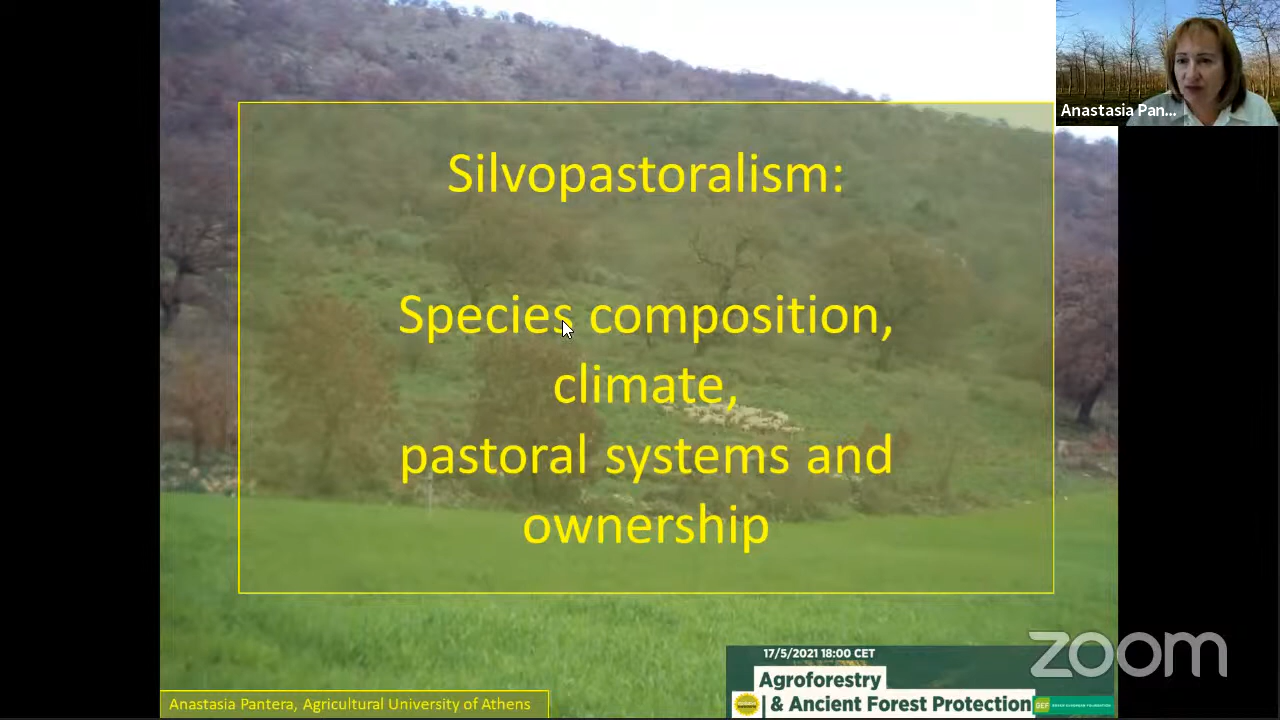 Anastasia Pan...
Silvopastoralism:
Species composition,
climate,
pastoral systems and
ownership
zoom
17/5/2021 18:00 CET
Agroforestry
& Ancient Forest Protection
GEF
Anastasia Pantera, Agricultural University of Athens